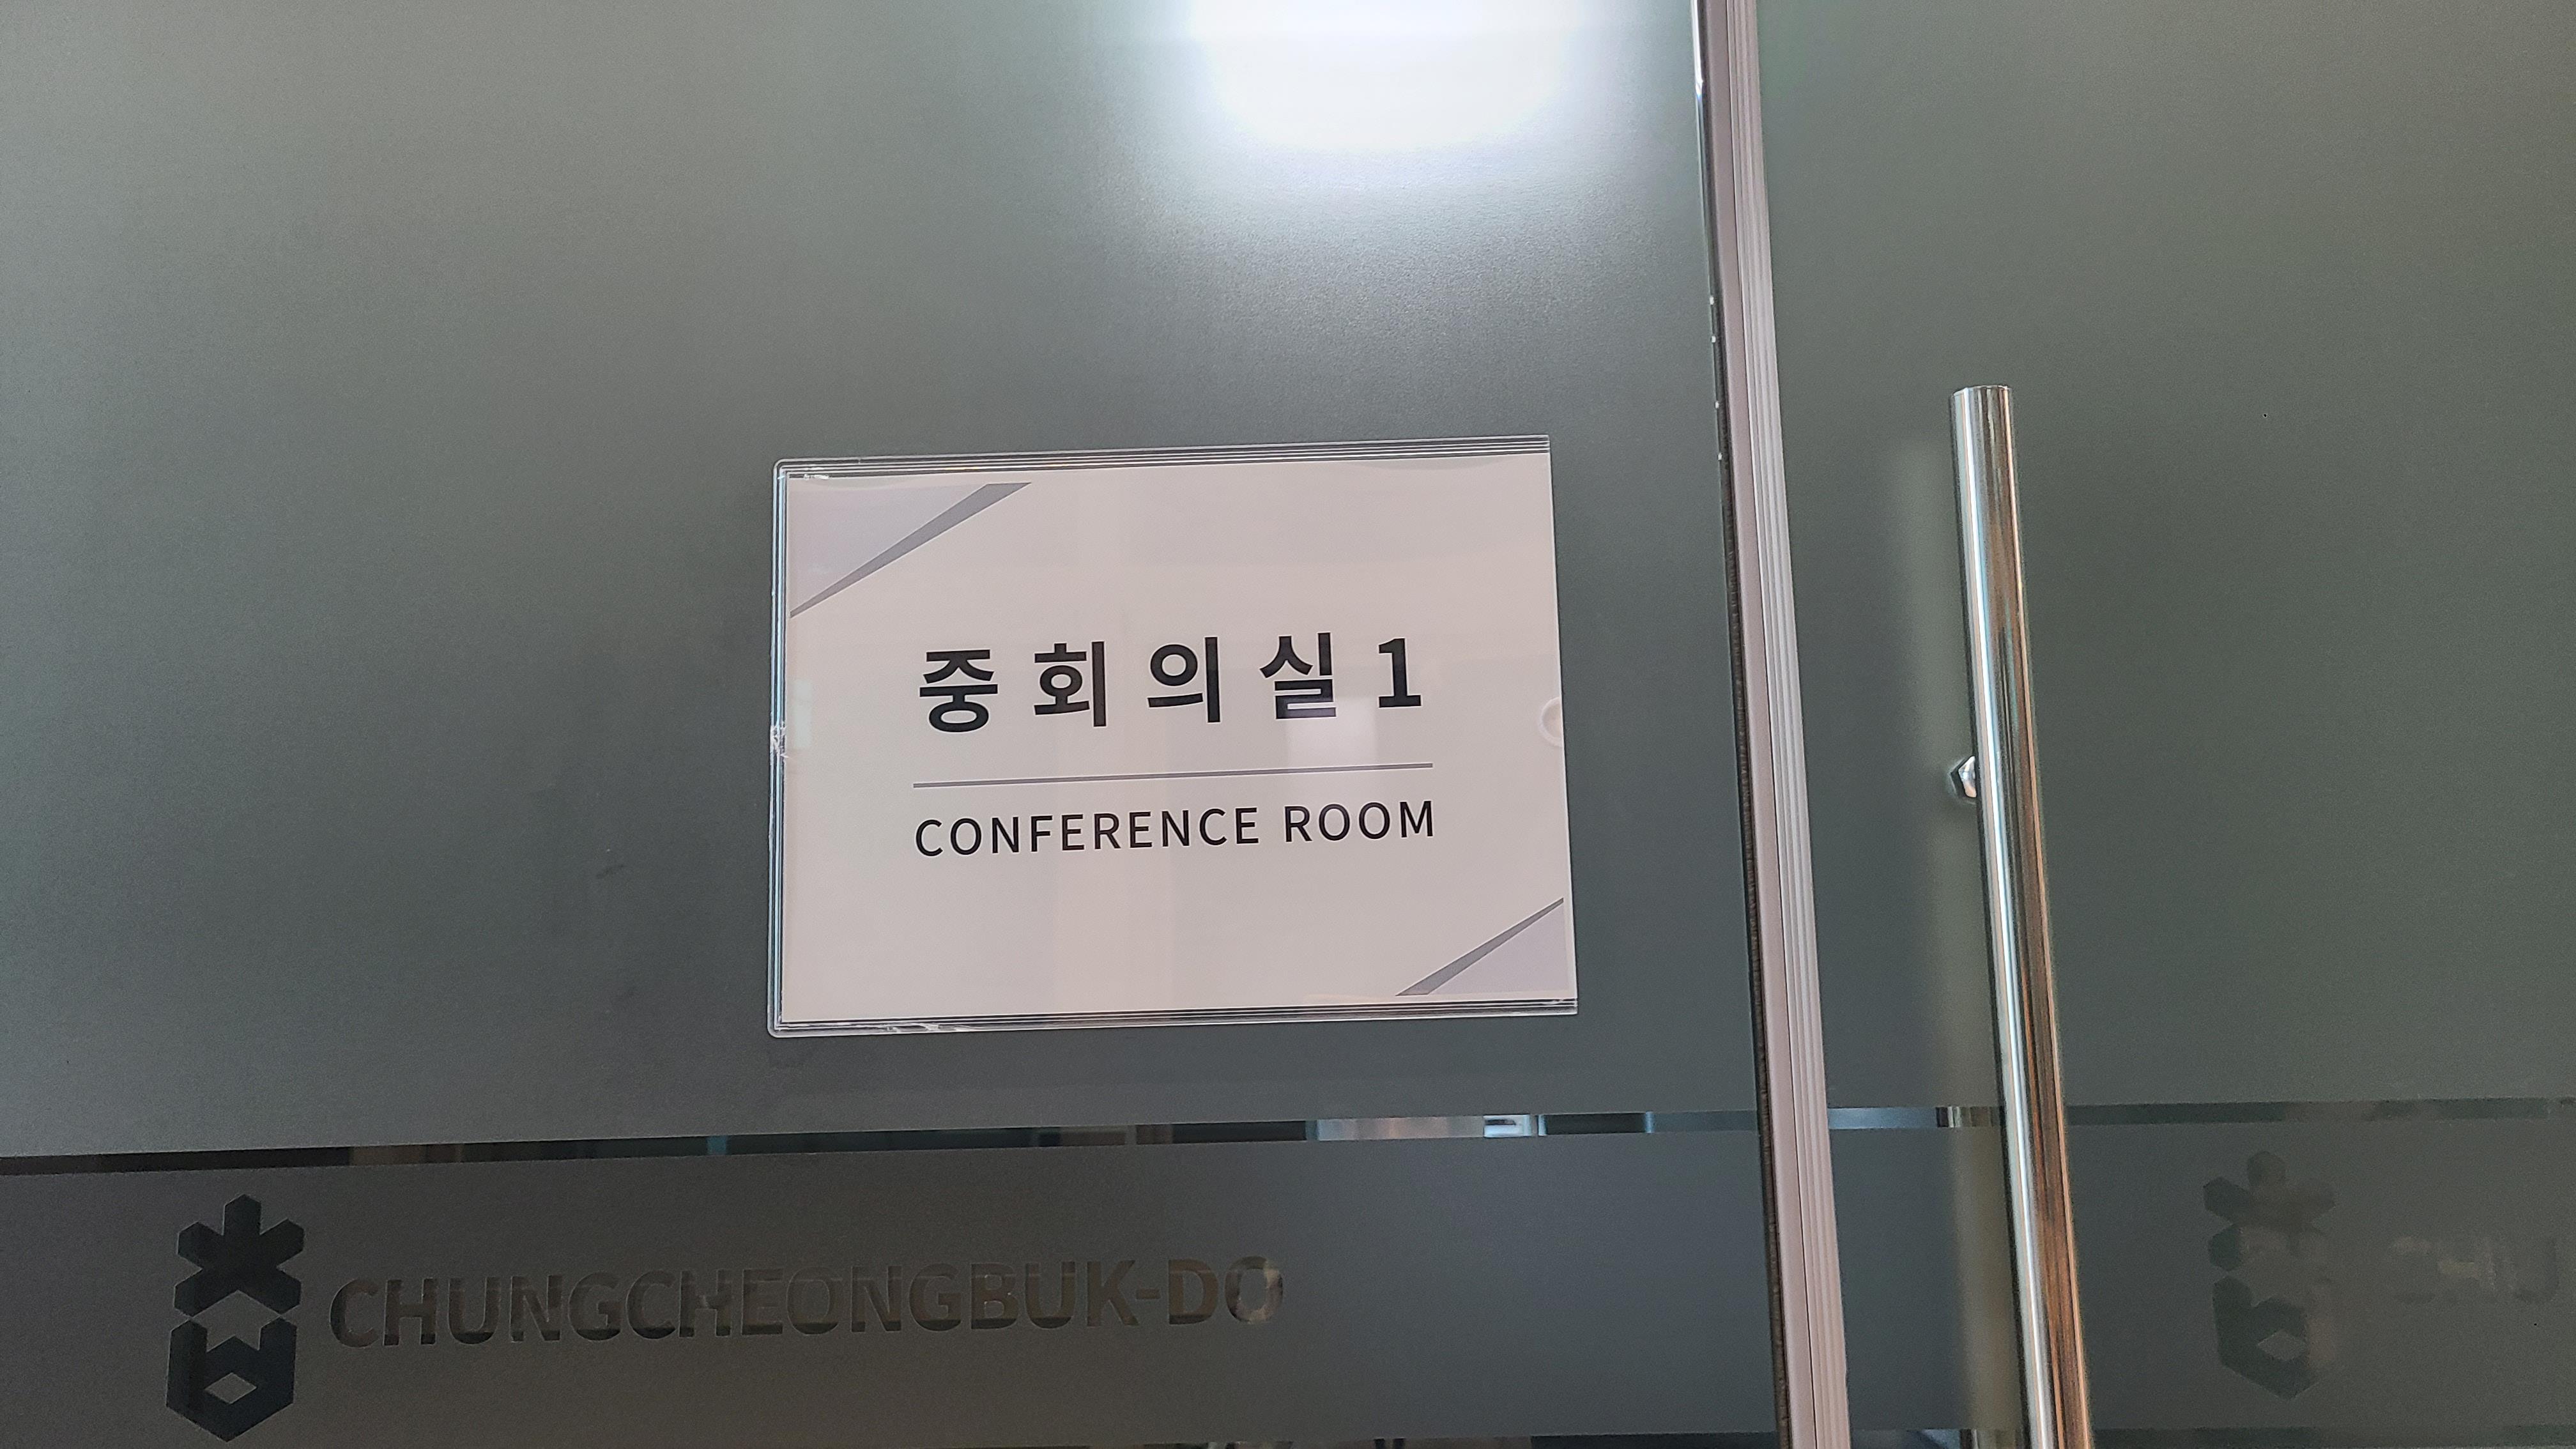 중회의실1
CONFERENCE ROOM
CHUNGCHEONGBUK-DO